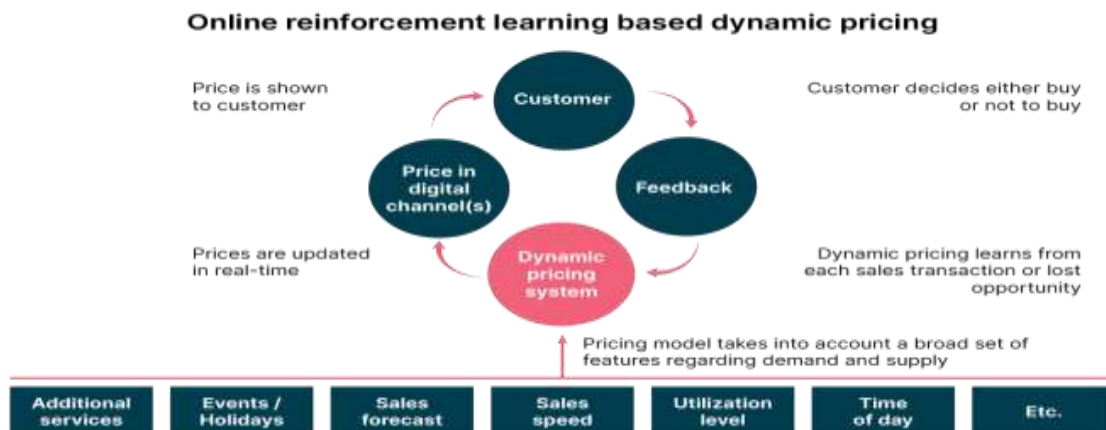 Online reinforcement learning based dynamic pricing
Price is shown
to customer
Customer
Customer decides either buy
or not to buy
Price in
digital
channel(s)
Feedback
Prices are updated
in real-time
Dynamic
pricing
system
Dynamic pricing learns from
each sales transaction or lost
opportunity
Pricing model takes into account a broad set of
features regarding demand and supply
Additional
services
Events /
Holidays
Sales
forecast
Sales
speed
Utilization
level
Time
of day
Etc.